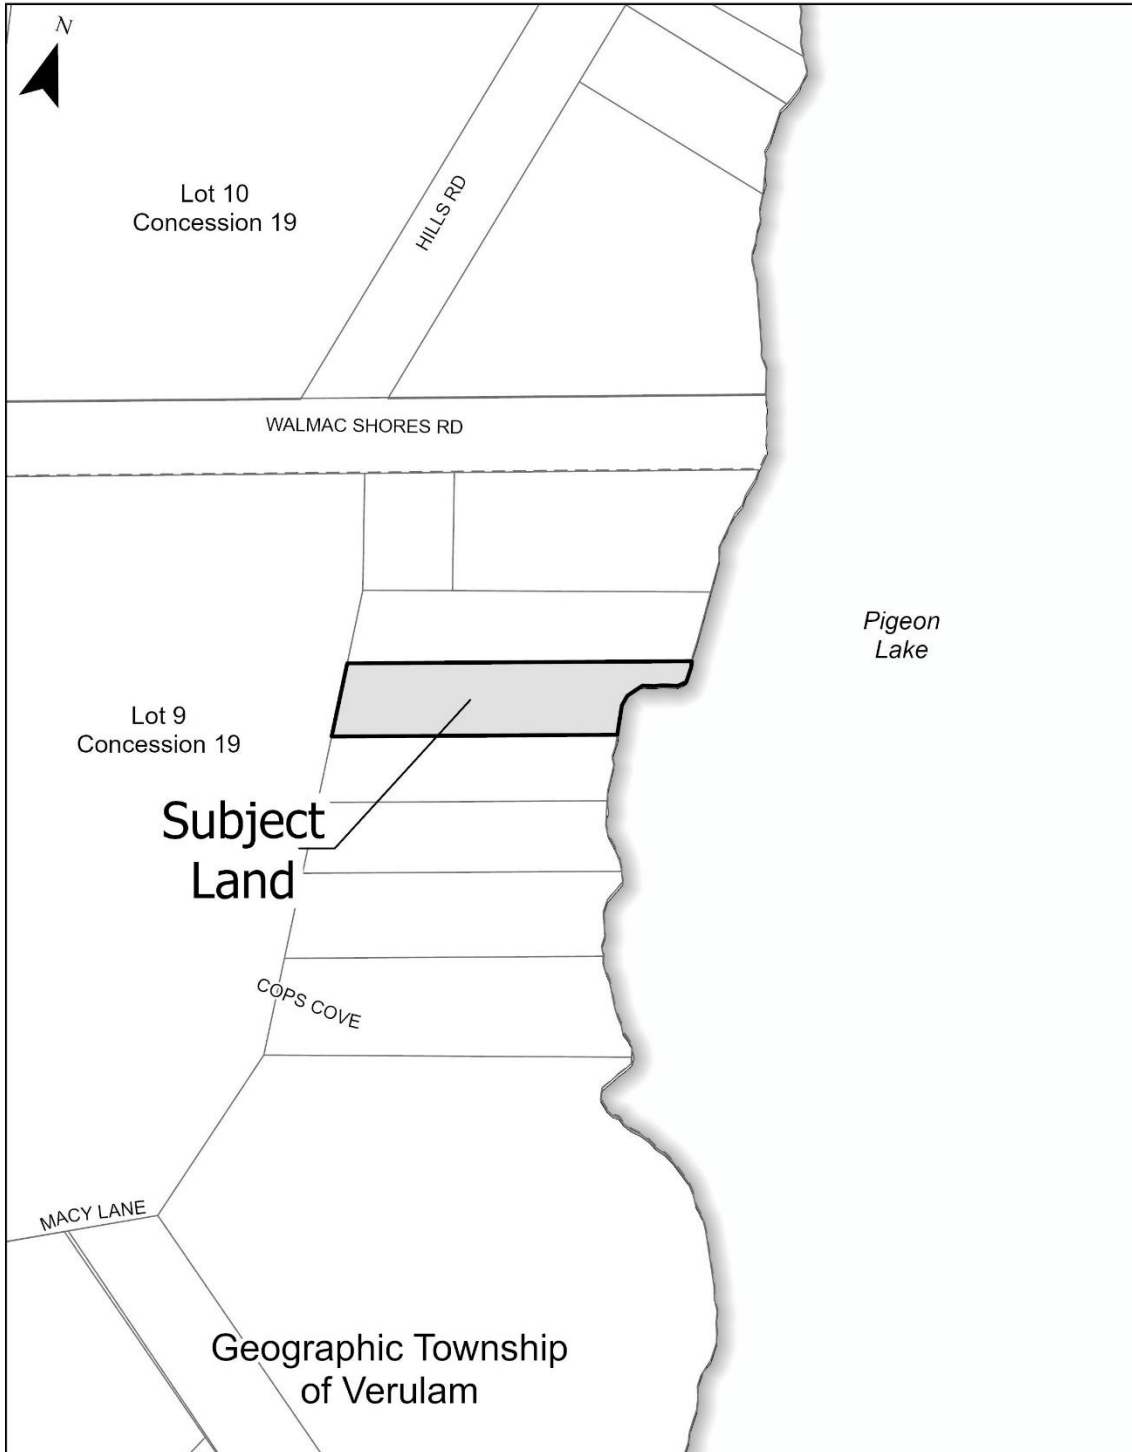 N
Lot 10
Concession 19
HILLS RD
WALMAC SHORES RD
Pigeon
Lake
Lot 9
Concession 19
Subject
Land
COPS COVE
MACY LANE
Geographic Township
of Verulam